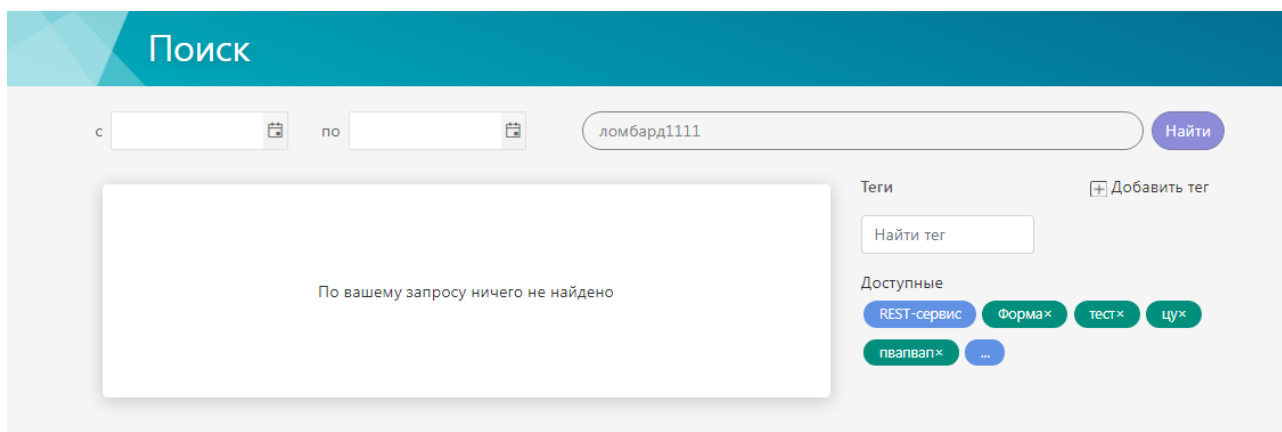 Поиск
с
по
ломбард1111
Найти
Теги
Добавить тег
Найти тег
По вашему запросу ничего не найдено
Доступные
REST-сервис Форма× тест× цу×
пвапвап× ...